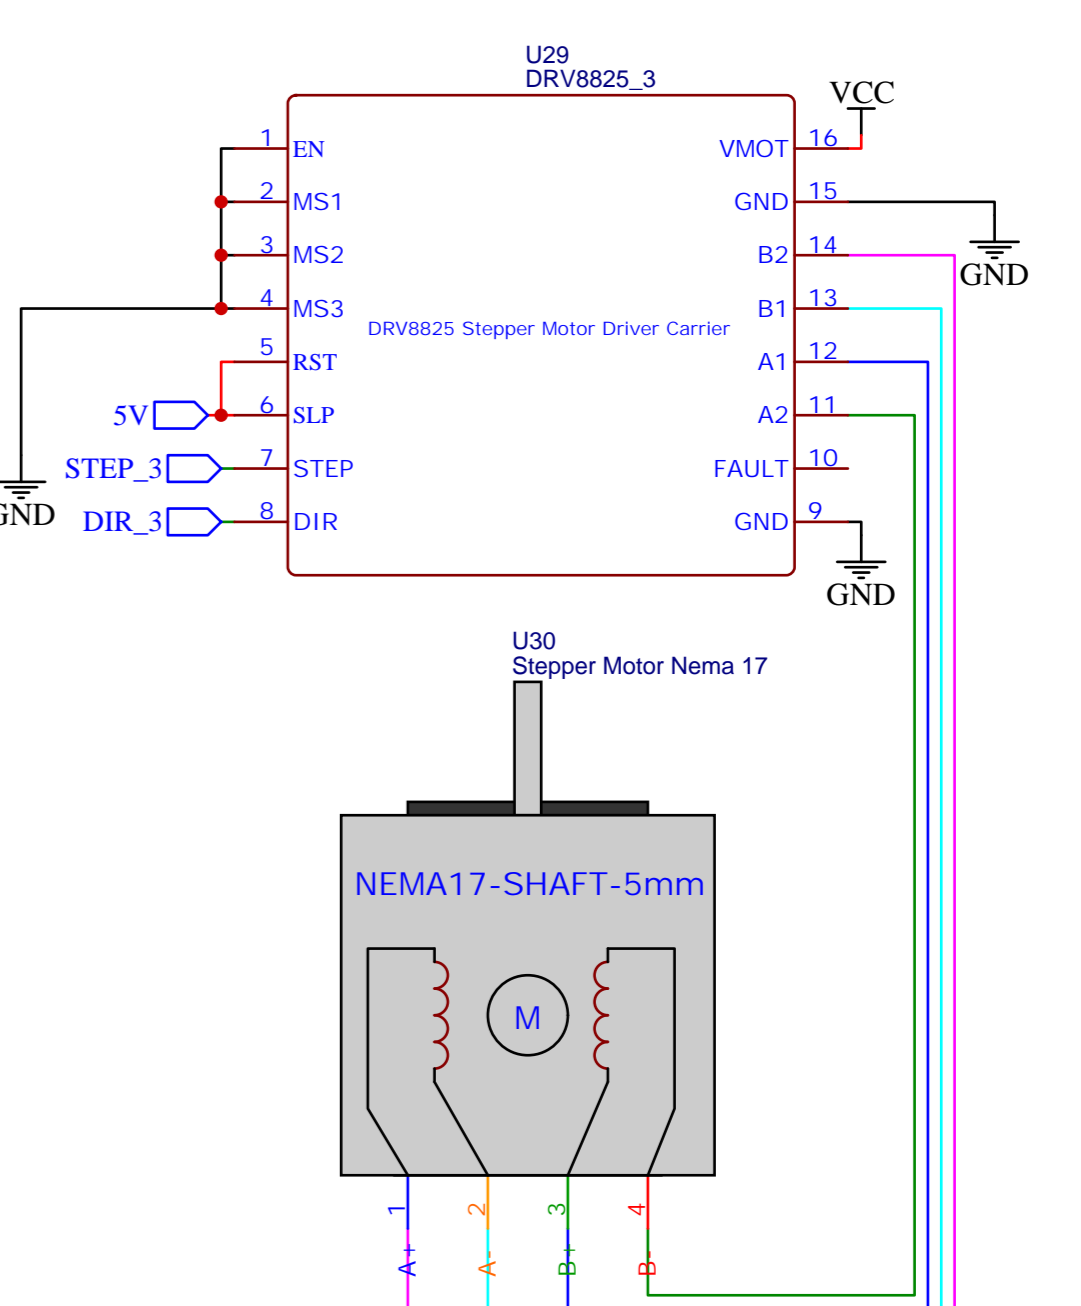 U29
DRV8825_3
VCC
1 EN
2 MS1
3 MS2
4 MS3
5 RST
6 SLP
7 STEP
8 DIR
5V
STEP_3
DIR_3
GND
DRV8825 Stepper Motor Driver Carrier
VMOT 16
GND 15
B2 14
B1 13
A1 12
A2 11
FAULT 10
GND 9
GND
GND
U30
Stepper Motor Nema 17
NEMA17-SHAFT-5mm
M
1 2 3 4
A+ A- B+ B-